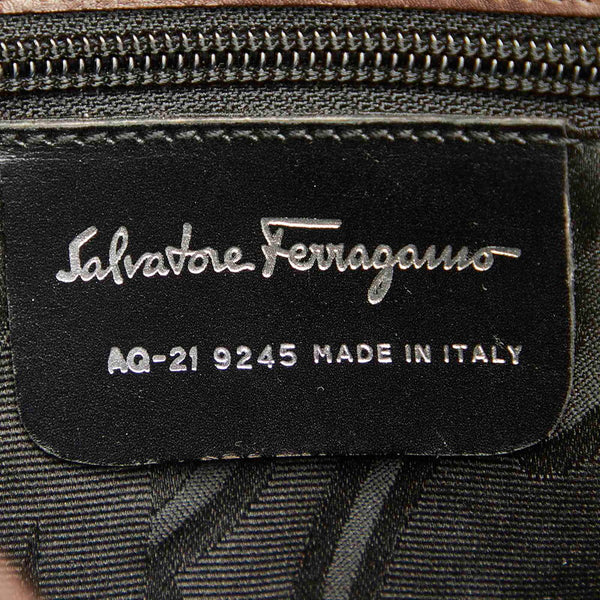 Salvatore Ferragamo
AQ-21 9245 MADE IN ITALY